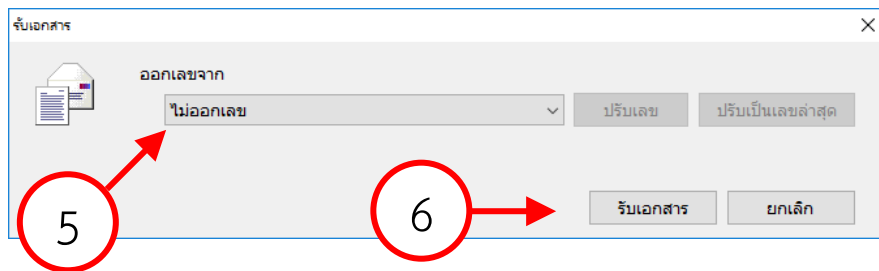 รับเอกสาร
ออกเลขจาก
ไม่ออกเลข ปรับเลข ปรับเป็นเลขล่าสุด
5 6 รับเอกสาร ยกเลิก